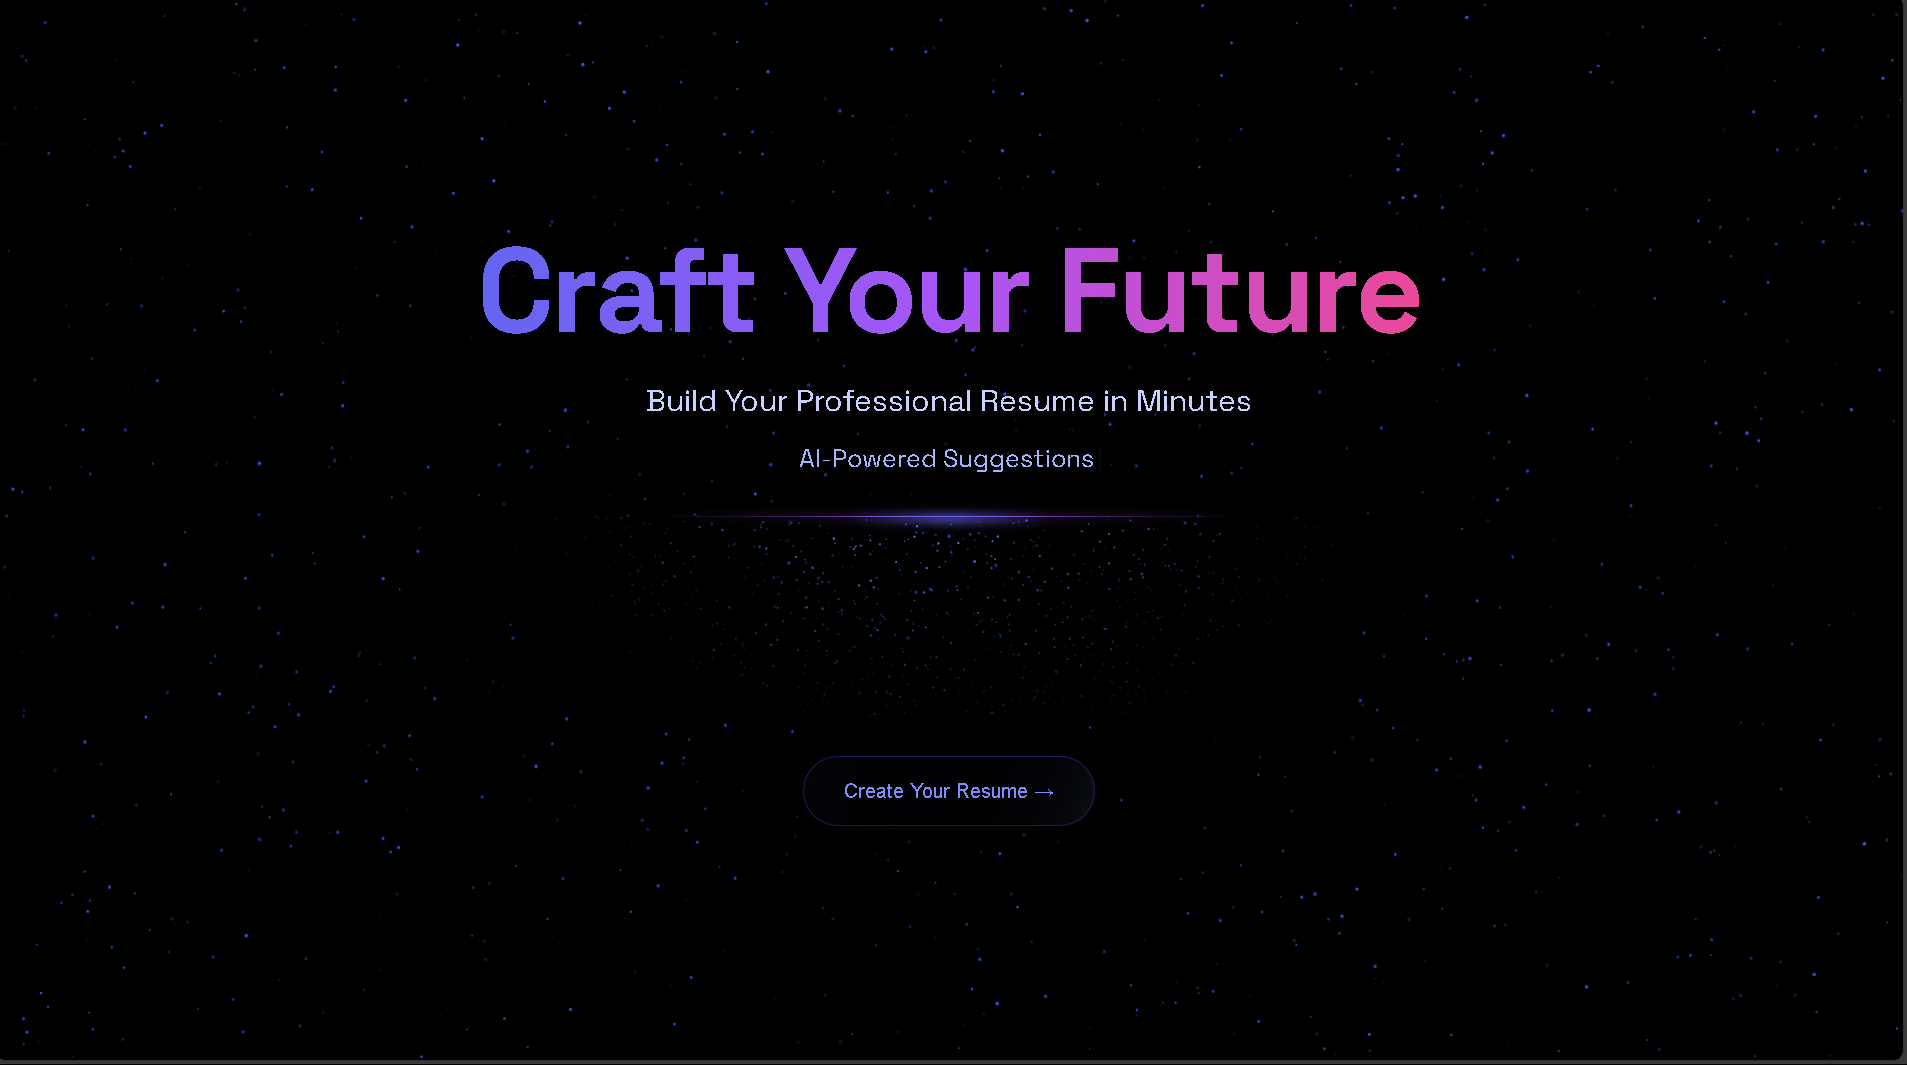 Craft Your Future
Build Your Professional Resume in Minutes
AI-Powered Suggestions
Create Your Resume →